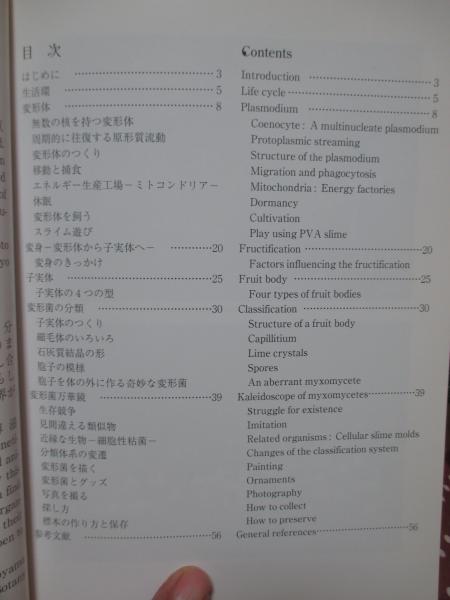 目 次
はじめに ………………………… 3
生活環 ………………………… 5
変形体 ………………………… 8
無数の核を持つ変形体
周期的に往復する原形質流動
変形体のつくり
移動と捕食
エネルギー生産工場－ミトコンドリア－
休眠
変形体を飼う
スライム遊び
変身－変形体から子実体へ－ …………20
変身のきっかけ
子実体 …………………………25
子実体の4つの型
変形菌の分類 …………………………30
子実体のつくり
細毛体のいろいろ
石灰質結晶の形
胞子の模様
胞子を体の外に作る奇妙な変形菌
変形菌万華鏡 …………………………39
生存競争
見間違える類似物
近縁な生物－細胞性粘菌－
分類体系の変遷
変形菌を描く
変形菌とグッズ
写真を撮る
探し方
標本の作り方と保存
参考文献 …………………………56
Contents
Introduction ………………………… 3
Life cycle ………………………… 5
Plasmodium ………………………… 8
Coenocyte : A multinucleate plasmodium
Protoplasmic streaming
Structure of the plasmodium
Migration and phagocytosis
Mitochondria : Energy factories
Dormancy
Cultivation
Play using PVA slime
Fructification …………………………20
Factors influencing the fructification
Fruit body …………………………25
Four types of fruit bodies
Classification …………………………30
Structure of a fruit body
Capillitium
Lime crystals
Spores
An aberrant myxomycete
Kaleidoscope of myxomycetes …………39
Struggle for existence
Imitation
Related organisms : Cellular slime molds
Changes of the classification system
Painting
Ornaments
Photography
How to collect
How to preserve
General references …………………………56